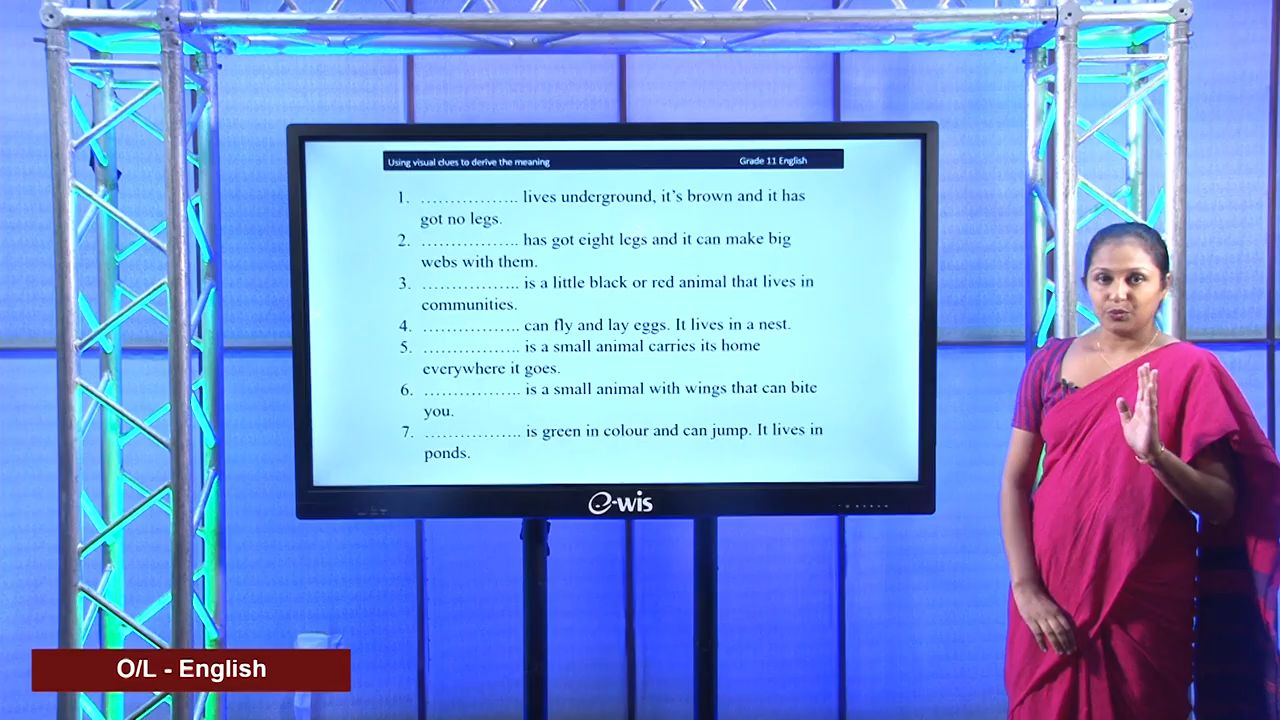 Using visual clues to derive the meaning Grade 11 English
1. ……………….. lives underground, it's brown and it has
got no legs.
2. ……………….. has got eight legs and it can make big
webs with them.
3. ……………….. is a little black or red animal that lives in
communities.
4. ……………….. can fly and lay eggs. It lives in a nest.
5. ……………….. is a small animal carries its home
everywhere it goes.
6. ……………….. is a small animal with wings that can bite
you.
7. ……………….. is green in colour and can jump. It lives in
ponds.
e-wis
O/L - English